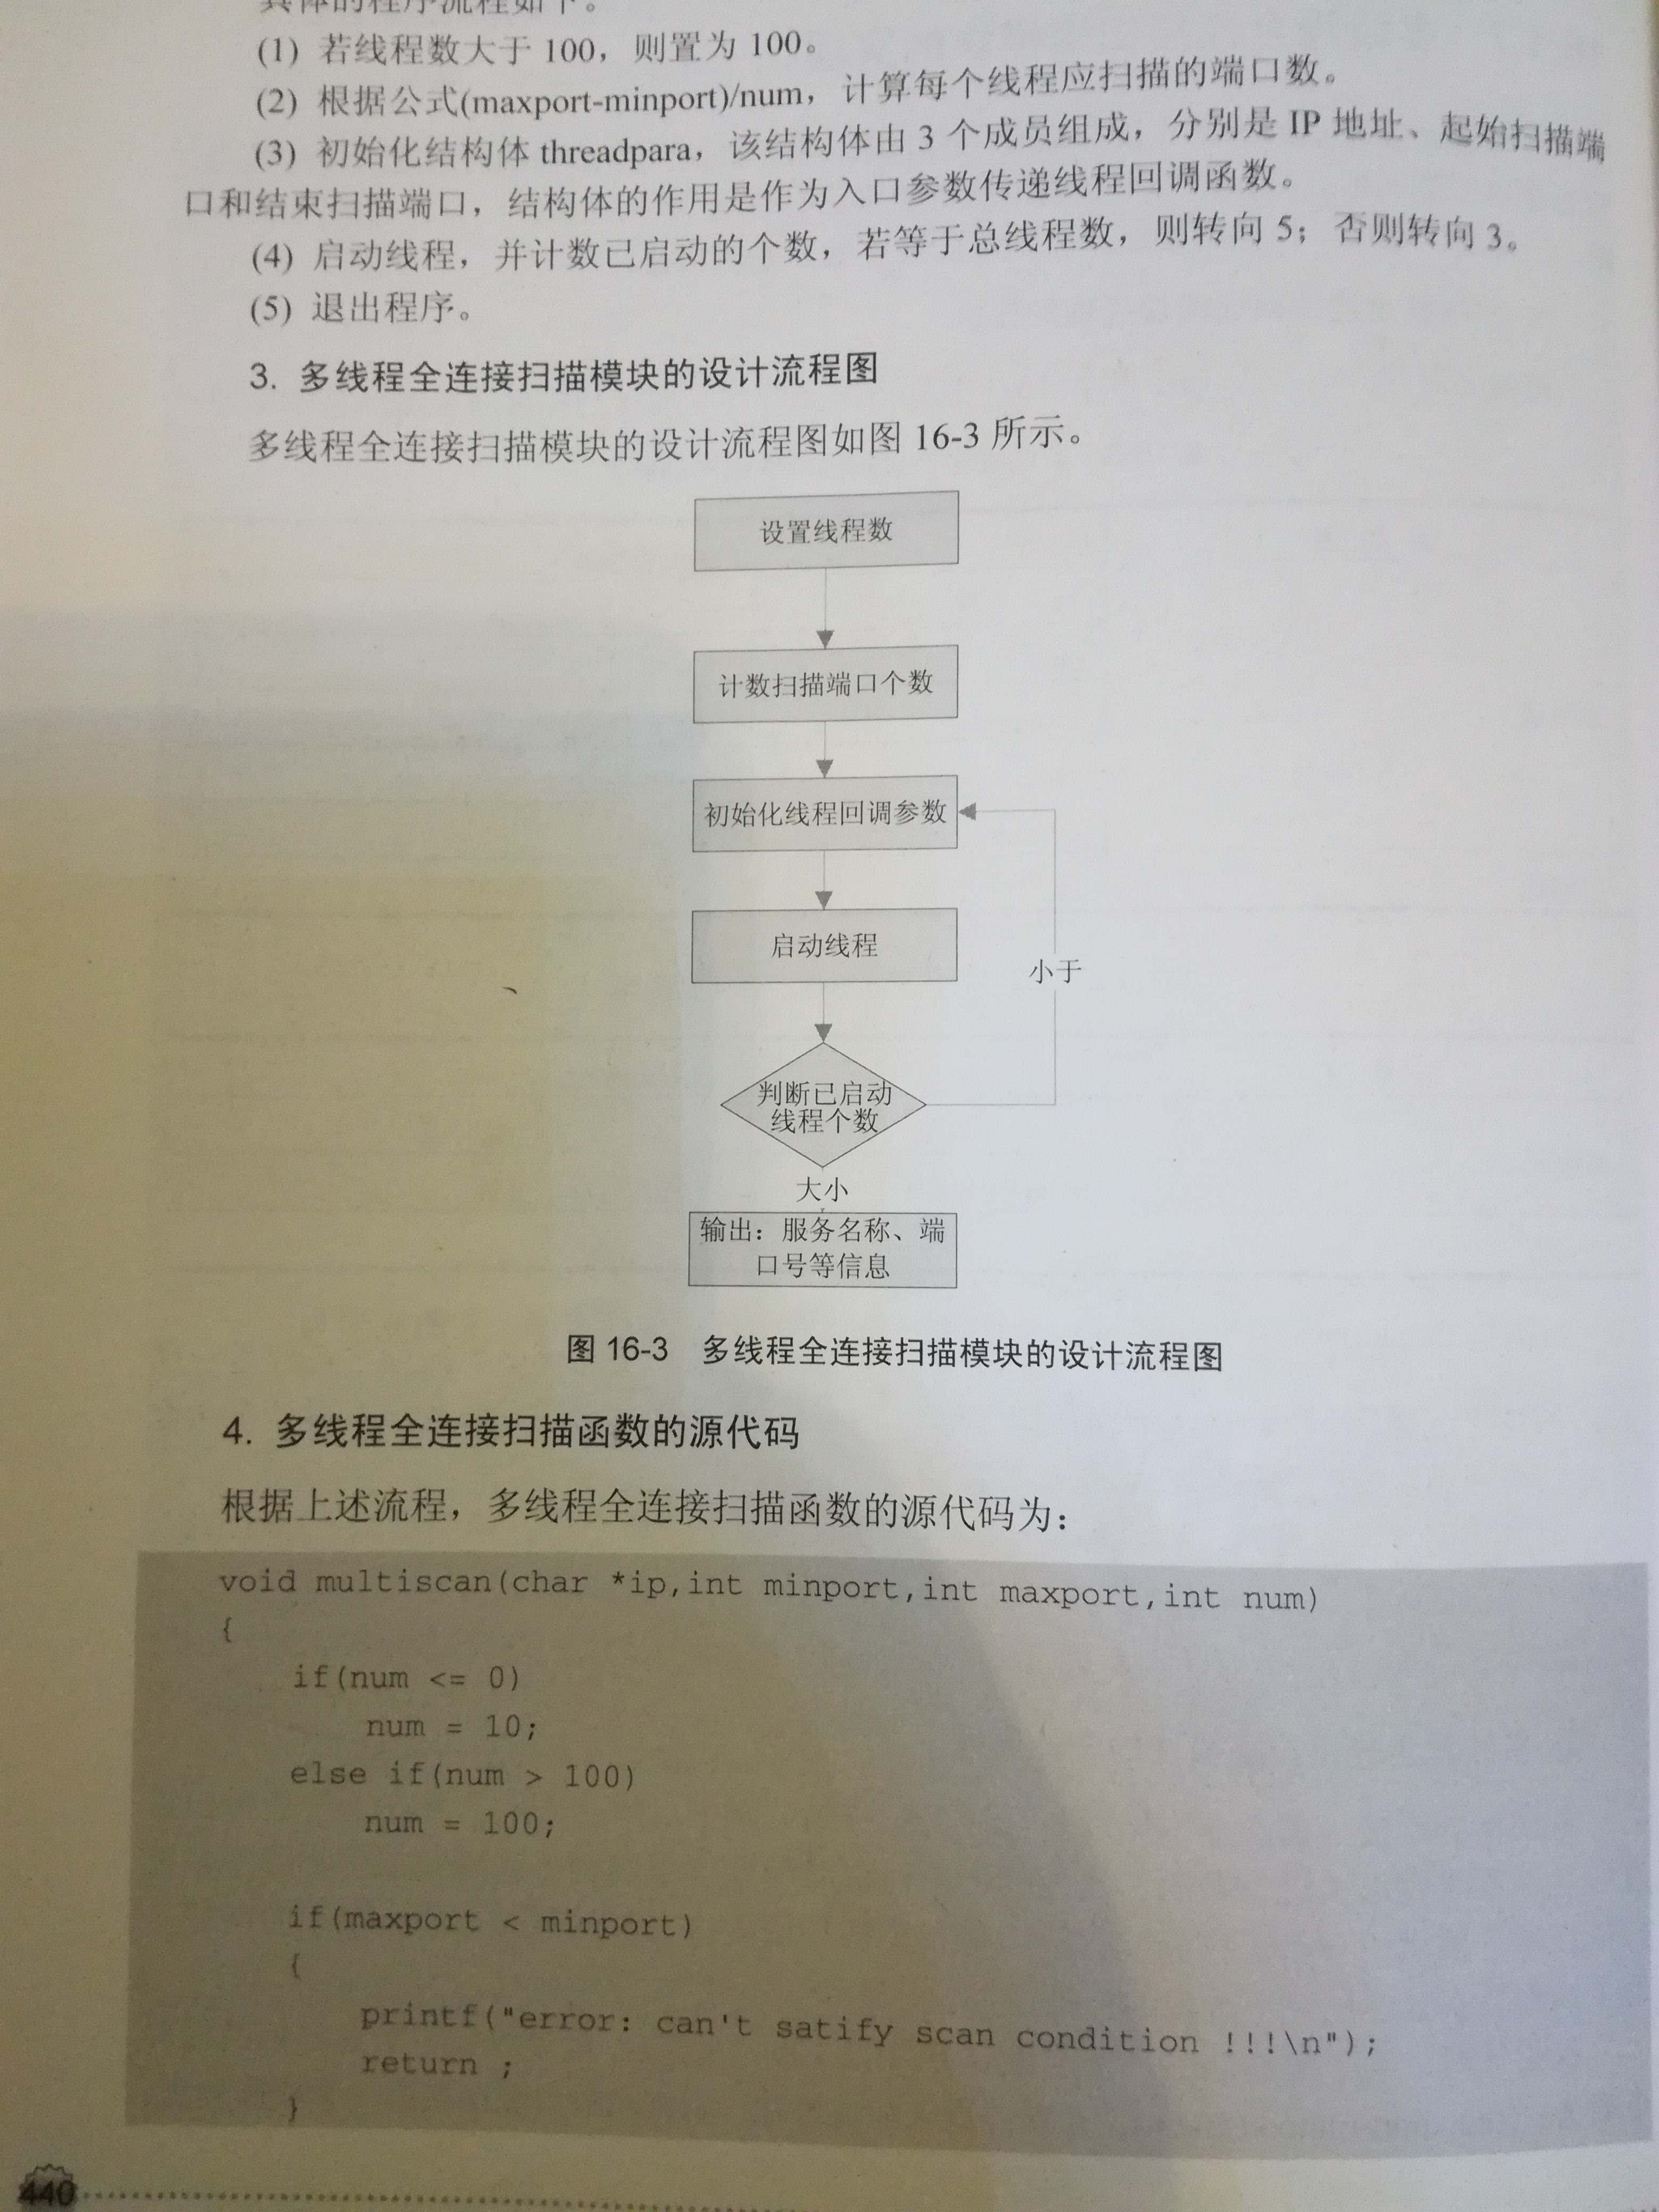 具体的程序流程如下。
(1) 若线程数大于 100，则置为 100。
(2) 根据公式(maxport-minport)/num，计算每个线程应扫描的端口数。
(3) 初始化结构体 threadpara，该结构体由 3 个成员组成，分别是 IP 地址、起始扫描端
口和结束扫描端口，结构体的作用是作为入口参数传递线程回调函数。
(4) 启动线程，并计数已启动的个数，若等于总线程数，则转向 5；否则转向 3。
(5) 退出程序。
3. 多线程全连接扫描模块的设计流程图
多线程全连接扫描模块的设计流程图如图 16-3 所示。
设置线程数
计数扫描端口个数
初始化线程回调参数
启动线程
小于
判断已启动
线程个数
大小
输出：服务名称、端
口号等信息
图 16-3 多线程全连接扫描模块的设计流程图
4. 多线程全连接扫描函数的源代码
根据上述流程，多线程全连接扫描函数的源代码为：
void multiscan(char *ip,int minport,int maxport,int num)
{
if(num <= 0)
num = 10;
else if(num > 100)
num = 100;
if(maxport < minport)
{
printf("error: can't satify scan condition !!!\n");
return ;
}
440